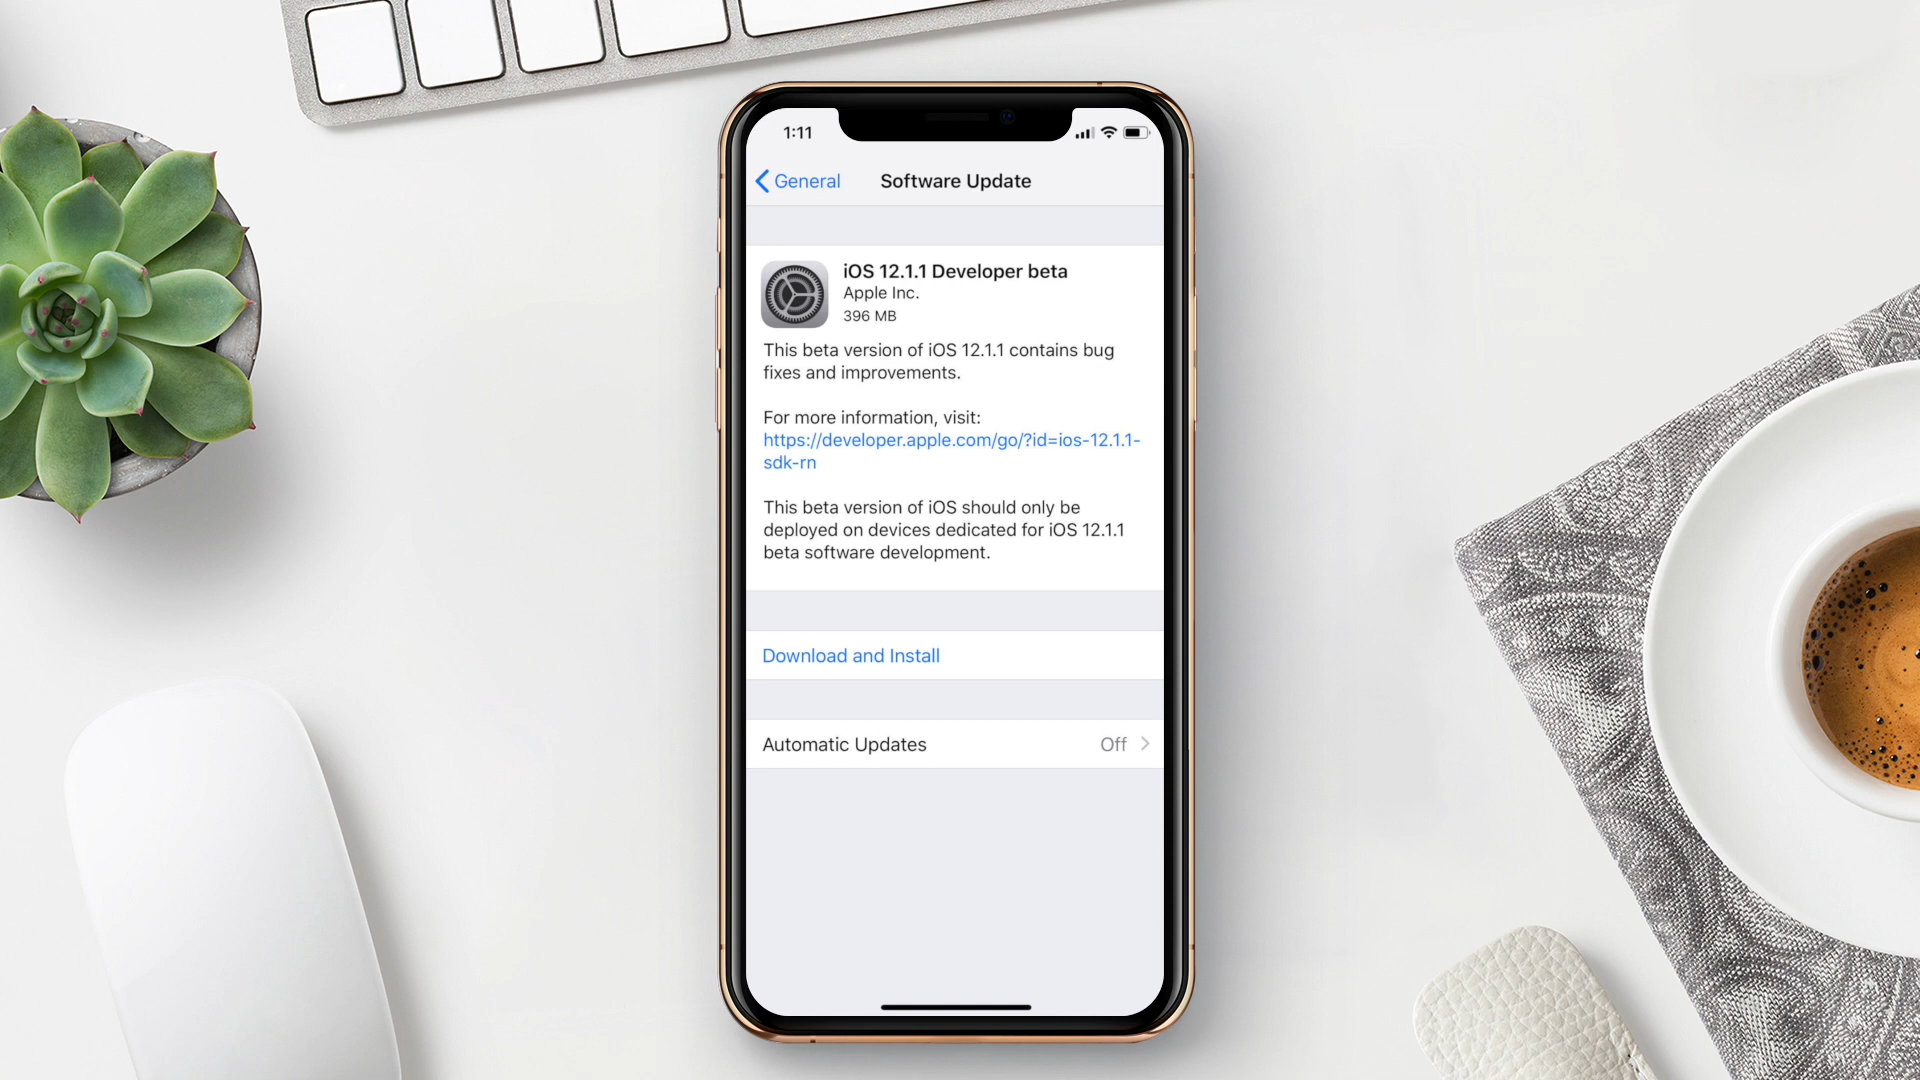 1:11
General Software Update
iOS 12.1.1 Developer beta
Apple Inc.
396 MB
This beta version of iOS 12.1.1 contains bug
fixes and improvements.
For more information, visit:
https://developer.apple.com/go/?id=ios-12.1.1-
sdk-rn
This beta version of iOS should only be
deployed on devices dedicated for iOS 12.1.1
beta software development.
Download and Install
Automatic Updates Off